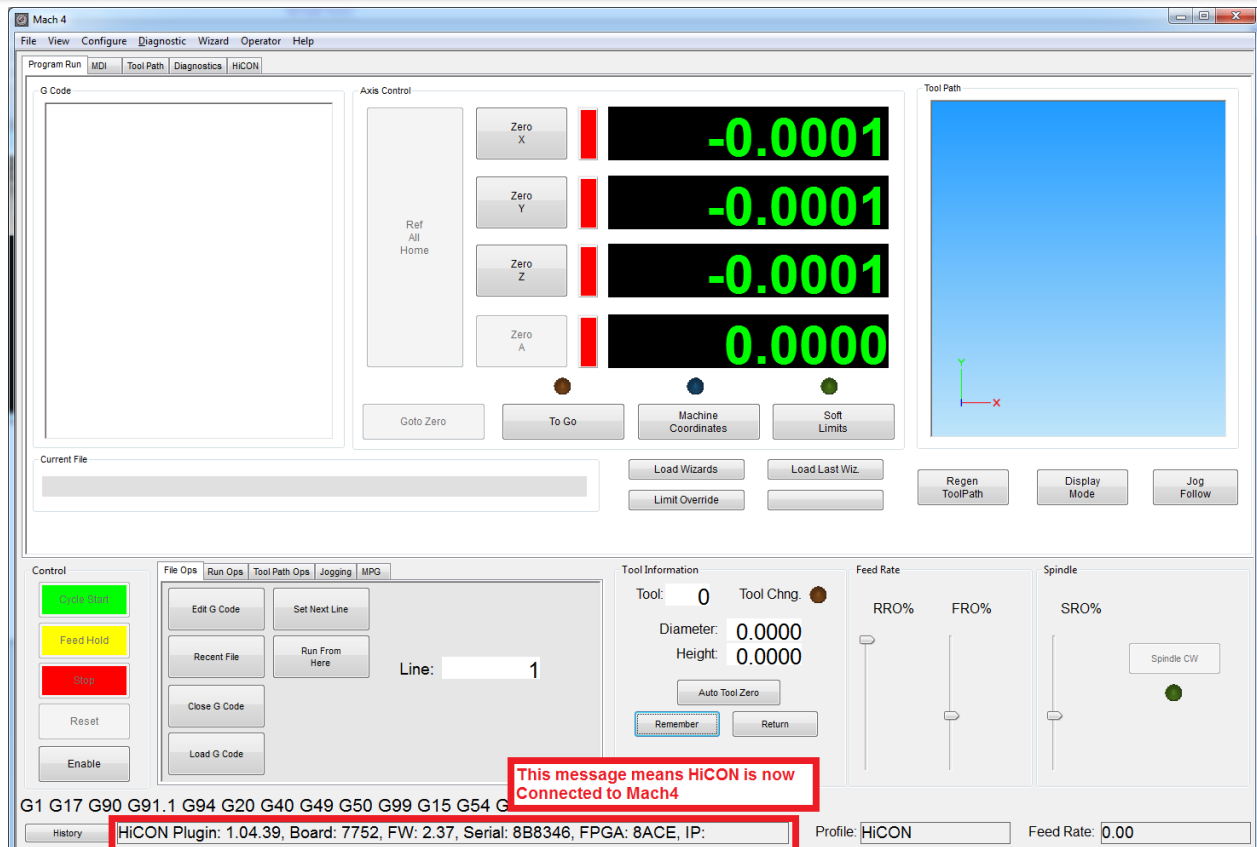 Mach 4
File View Configure Diagnostic Wizard Operator Help
Program Run MDI Tool Path Diagnostics HiCON
G Code
Axis Control
Tool Path
Ref
All
Home
Zero
X
-0.0001
Zero
Y
-0.0001
Zero
Z
-0.0001
Zero
A
0.0000
Y
X
Goto Zero
To Go
Machine
Coordinates
Soft
Limits
Current File
Load Wizards
Load Last Wiz.
Limit Override
Regen
ToolPath
Display
Mode
Jog
Follow
Control
Cycle Start
Feed Hold
Stop
Reset
Enable
File Ops Run Ops Tool Path Ops Jogging MPG
Edit G Code
Set Next Line
Recent File
Run From
Here
Close G Code
Load G Code
Line: 1
Tool Information
Tool: 0 Tool Chng.
Diameter: 0.0000
Height: 0.0000
Auto Tool Zero
Remember
Return
Feed Rate
RRO% FRO%
Spindle
SRO%
Spindle CW
This message means HiCON is now
Connected to Mach4
G1 G17 G90 G91.1 G94 G20 G40 G49 G50 G99 G15 G54
History
HiCON Plugin: 1.04.39, Board: 7752, FW: 2.37, Serial: 8B8346, FPGA: 8ACE, IP:
Profile: HiCON
Feed Rate: 0.00